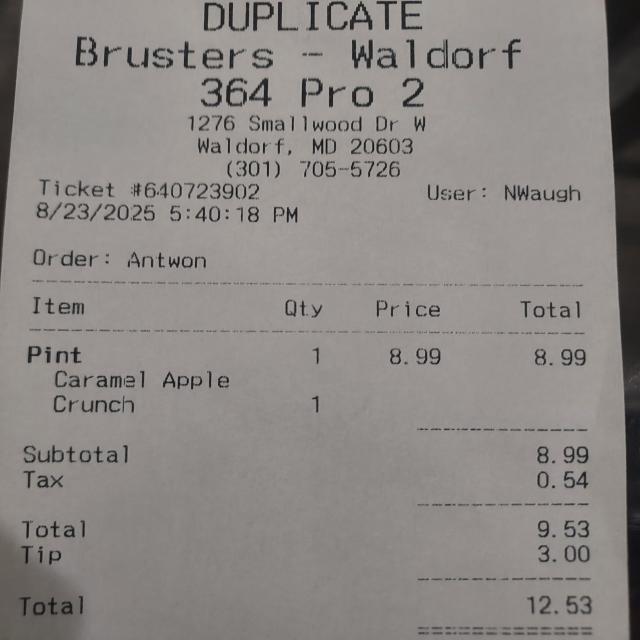 DUPLICATE
Brusters - Waldorf
364 Pro 2
1276 Smallwood Dr W
Waldorf, MD 20603
(301) 705-5726
Ticket #640723902 User: NWaugh
8/23/2025 5:40:18 PM
Order: Antwon
Item Qty Price Total
Pint 1 8.99 8.99
Caramel Apple
Crunch 1
Subtotal 8.99
Tax 0.54
Total 9.53
Tip 3.00
Total 12.53